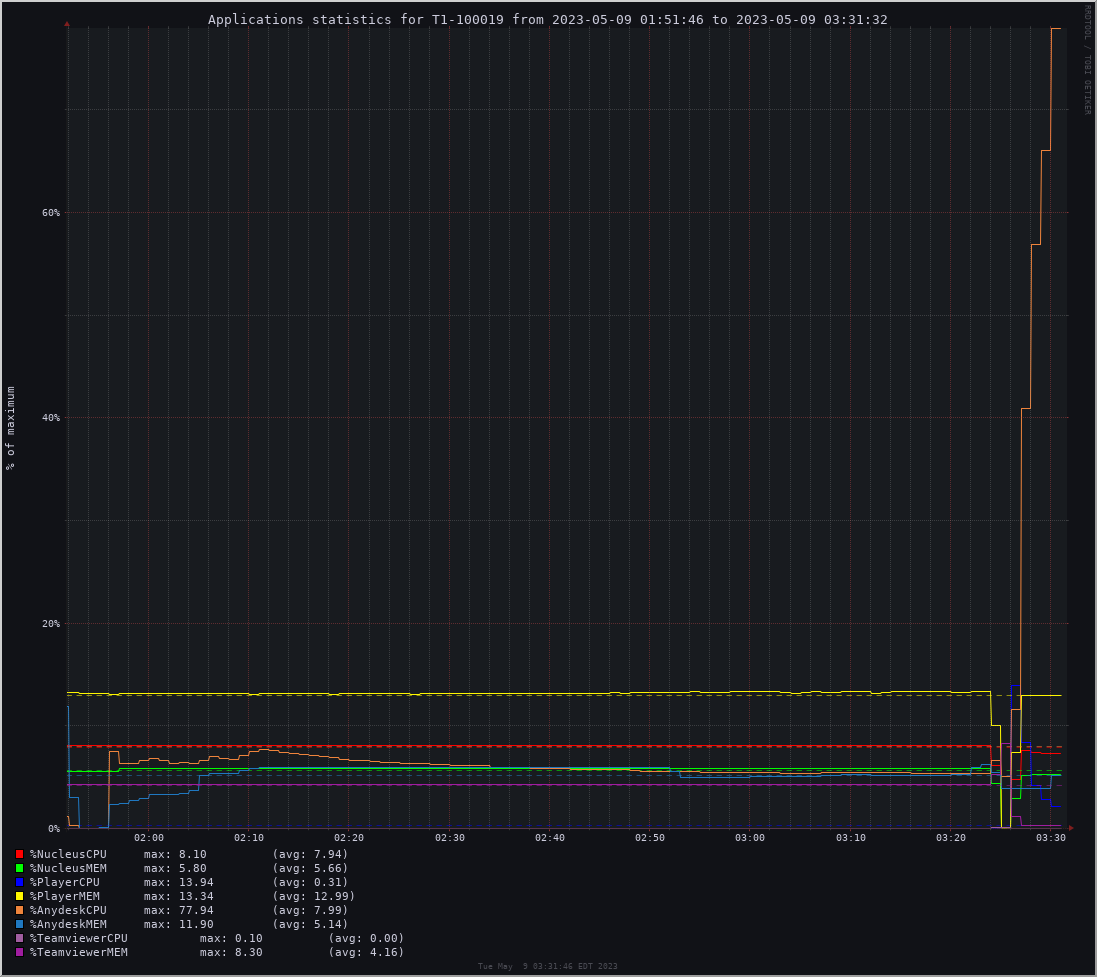 Applications statistics for T1-100019 from 2023-05-09 01:51:46 to 2023-05-09 03:31:32
RRDTOOL / TOBI OETIKER
% of maximum
60%
40%
20%
0%
02:00 02:10 02:20 02:30 02:40 02:50 03:00 03:10 03:20 03:30
%NucleusCPU max: 8.10 (avg: 7.94)
%NucleusMEM max: 5.80 (avg: 5.66)
%PlayerCPU max: 13.94 (avg: 0.31)
%PlayerMEM max: 13.34 (avg: 12.99)
%AnydeskCPU max: 77.94 (avg: 7.99)
%AnydeskMEM max: 11.90 (avg: 5.14)
%TeamviewerCPU max: 0.10 (avg: 0.00)
%TeamviewerMEM max: 8.30 (avg: 4.16)
Tue May 9 03:31:46 EDT 2023